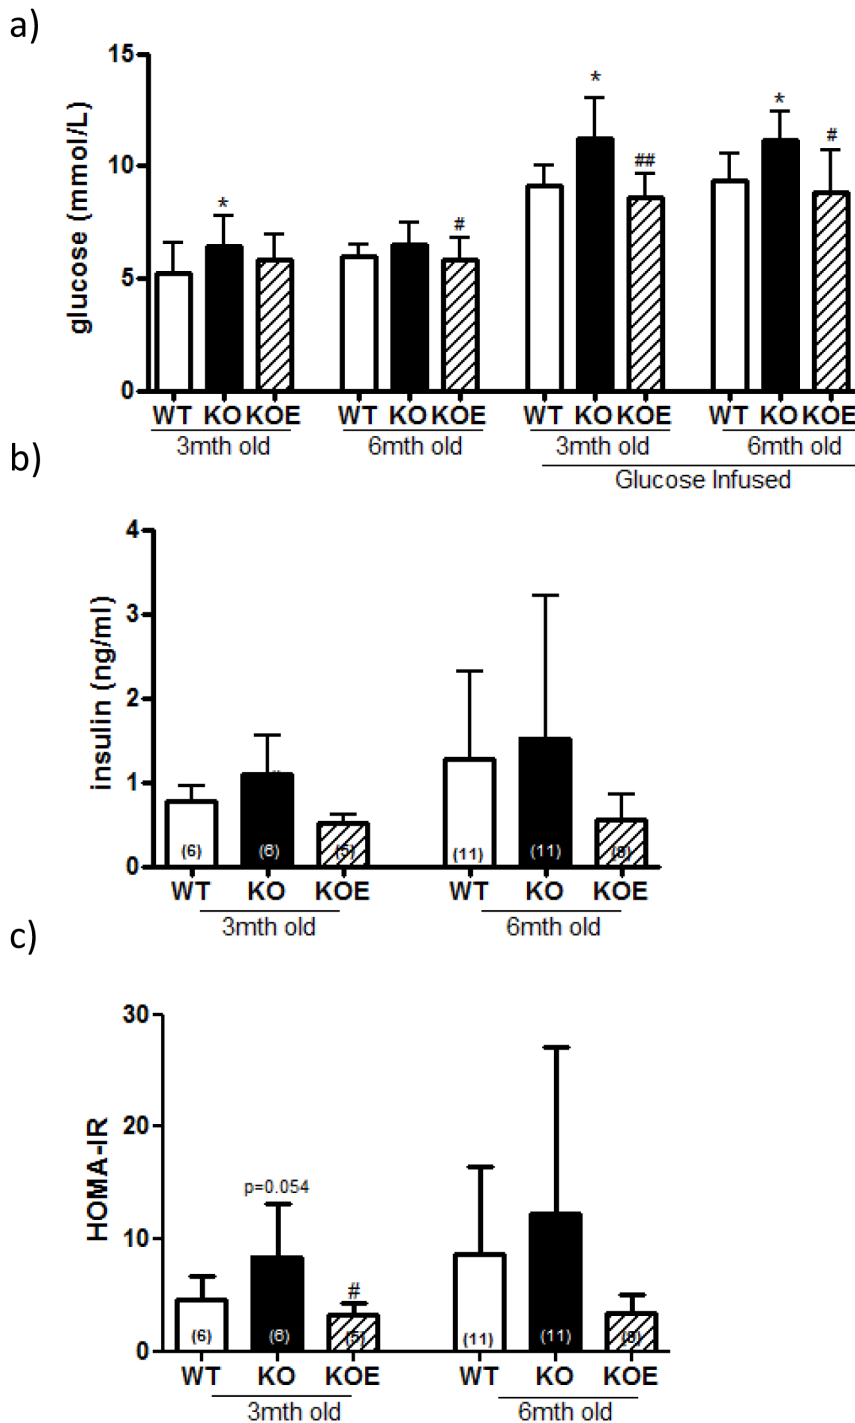 a)
glucose (mmol/L)
15
10
5
0
*
#
*
##
*
#
WT KO KOE WT KO KOE WT KO KOE WT KO KOE
3mth old 6mth old 3mth old 6mth old
Glucose Infused
b)
insulin (ng/ml)
4
3
2
1
0
(6) (6) (5) (11) (11) (8)
WT KO KOE WT KO KOE
3mth old 6mth old
c)
HOMA-IR
30
20
10
0
p=0.054
#
(6) (6) (5) (11) (11) (8)
WT KO KOE WT KO KOE
3mth old 6mth old